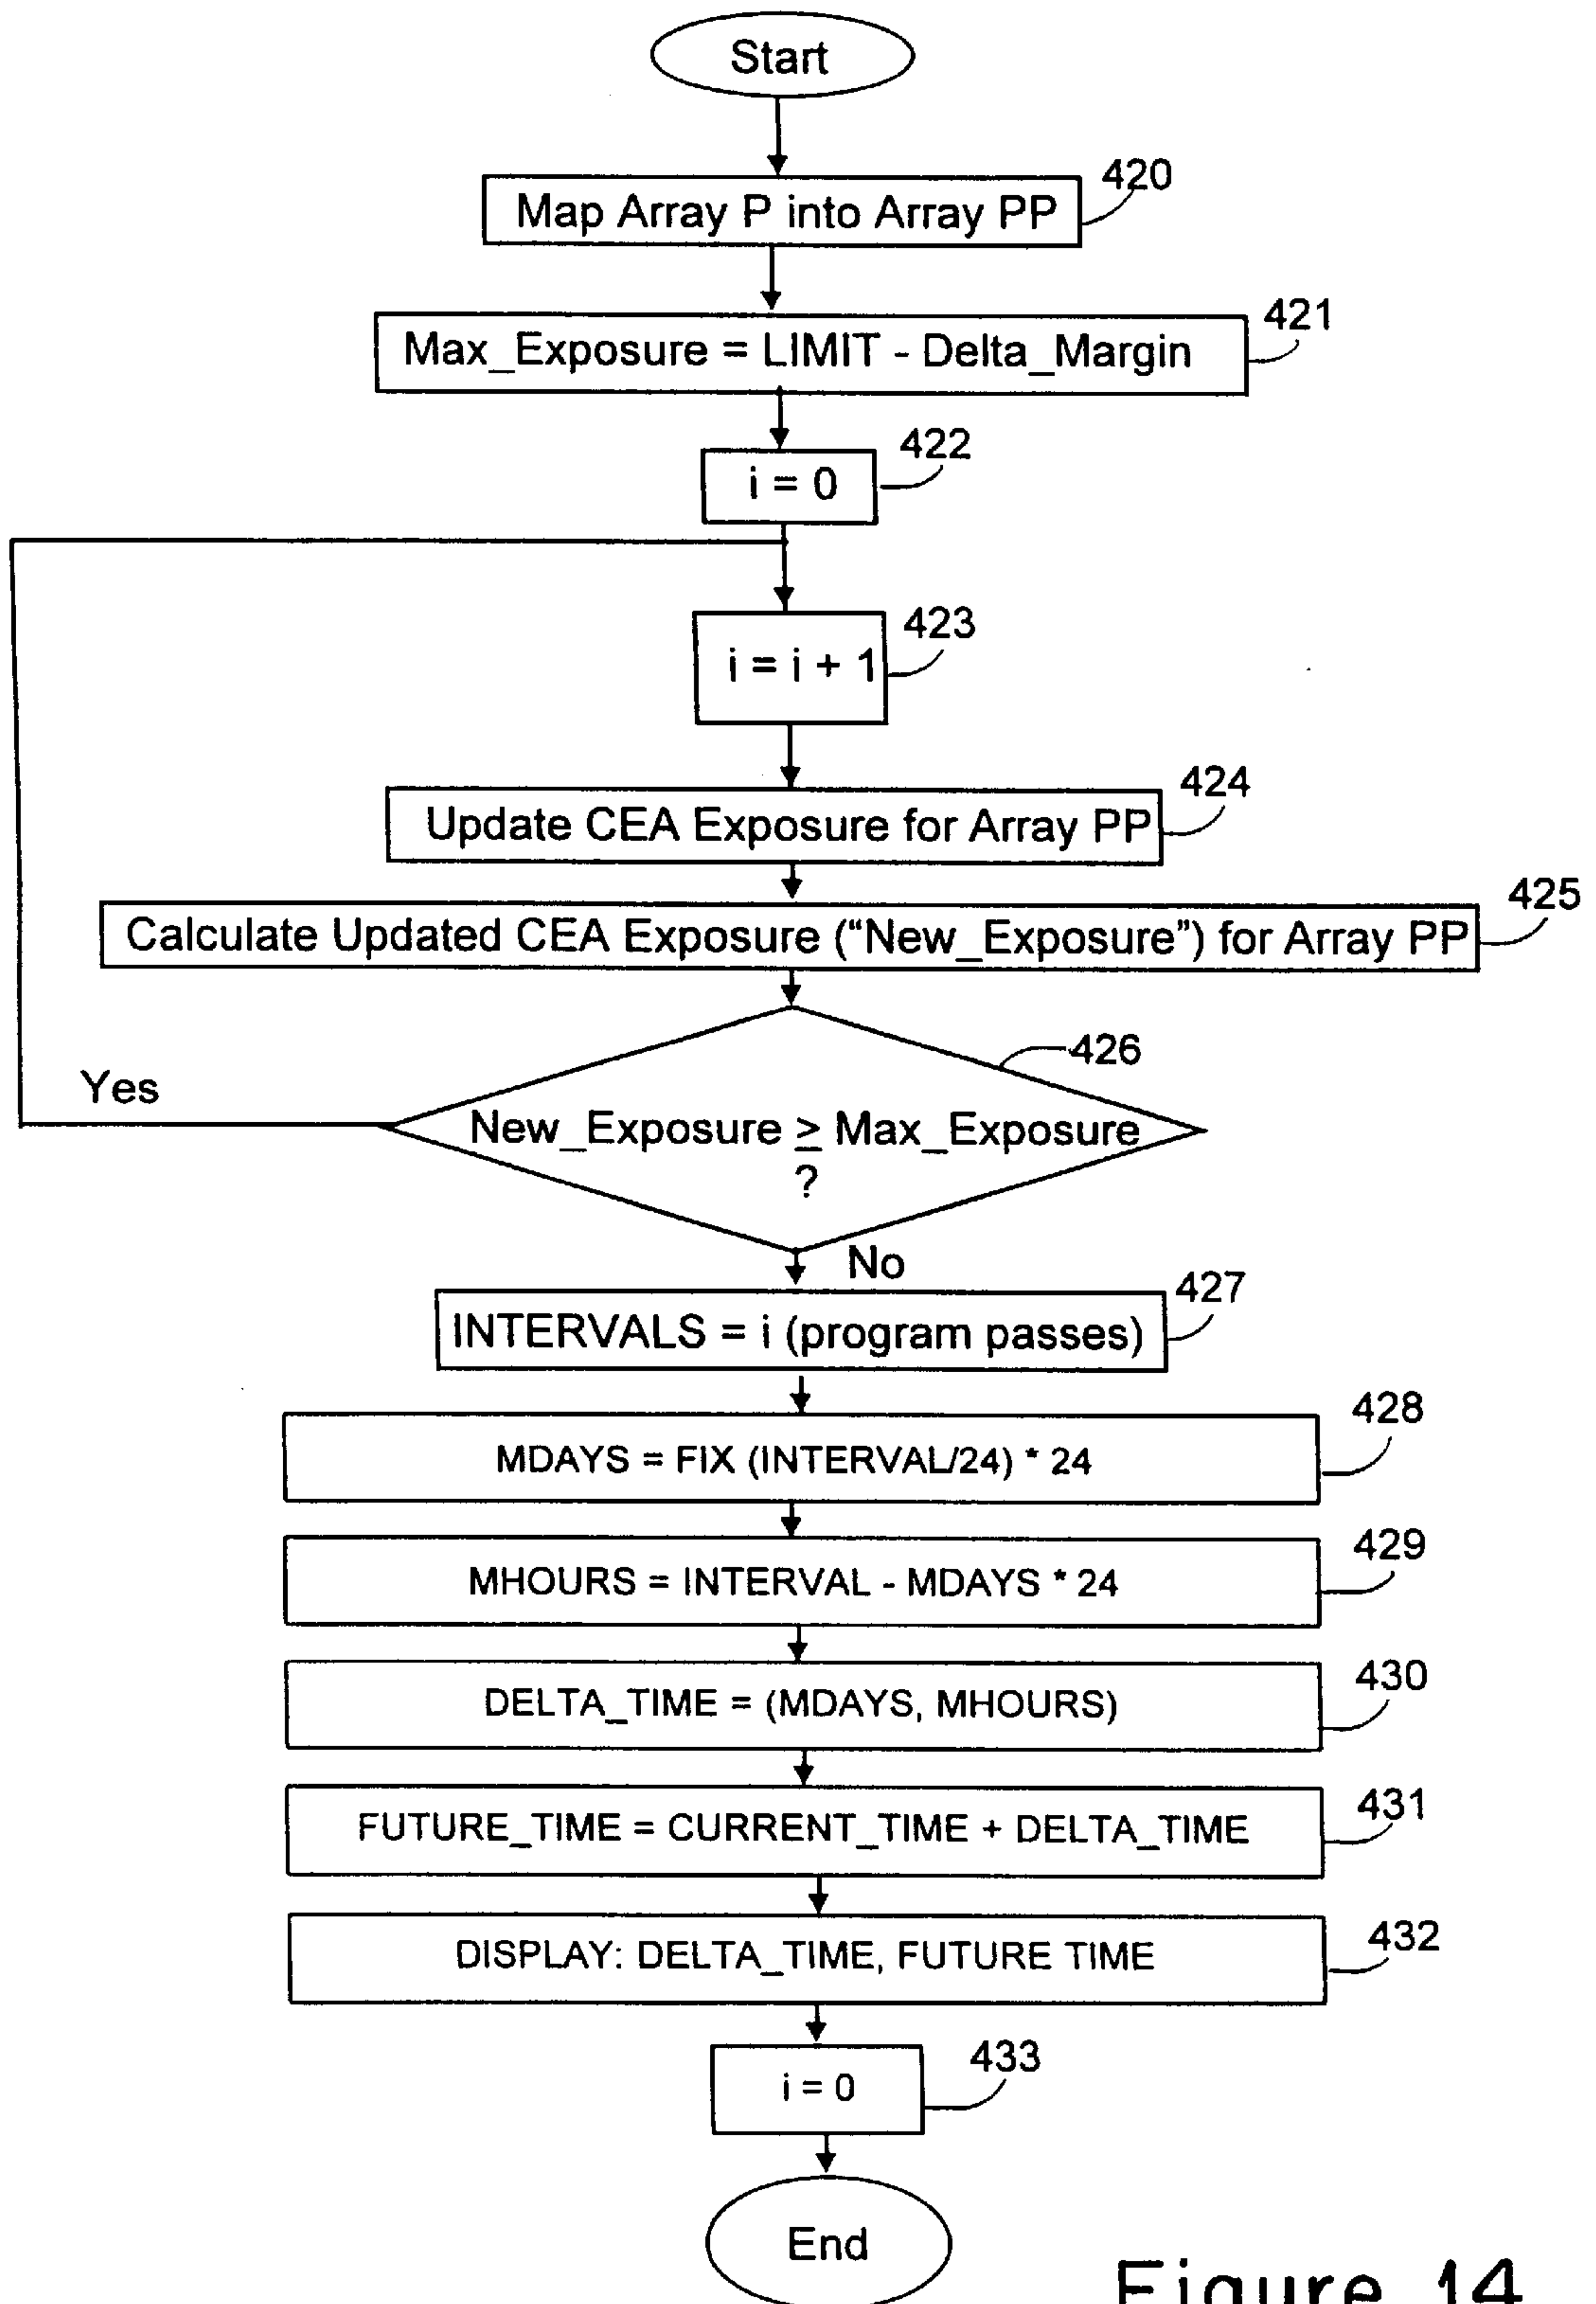 Start
420
Map Array P into Array PP
421
Max_Exposure = LIMIT - Delta_Margin
422
i = 0
423
i = i + 1
424
Update CEA Exposure for Array PP
425
Calculate Updated CEA Exposure (“New_Exposure”) for Array PP
426
Yes
New_Exposure ≥ Max_Exposure
?
No
427
INTERVALS = i (program passes)
428
MDAYS = FIX (INTERVAL/24) * 24
429
MHOURS = INTERVAL - MDAYS * 24
430
DELTA_TIME = (MDAYS, MHOURS)
431
FUTURE_TIME = CURRENT_TIME + DELTA_TIME
432
DISPLAY: DELTA_TIME, FUTURE TIME
433
i = 0
End
Figure 14